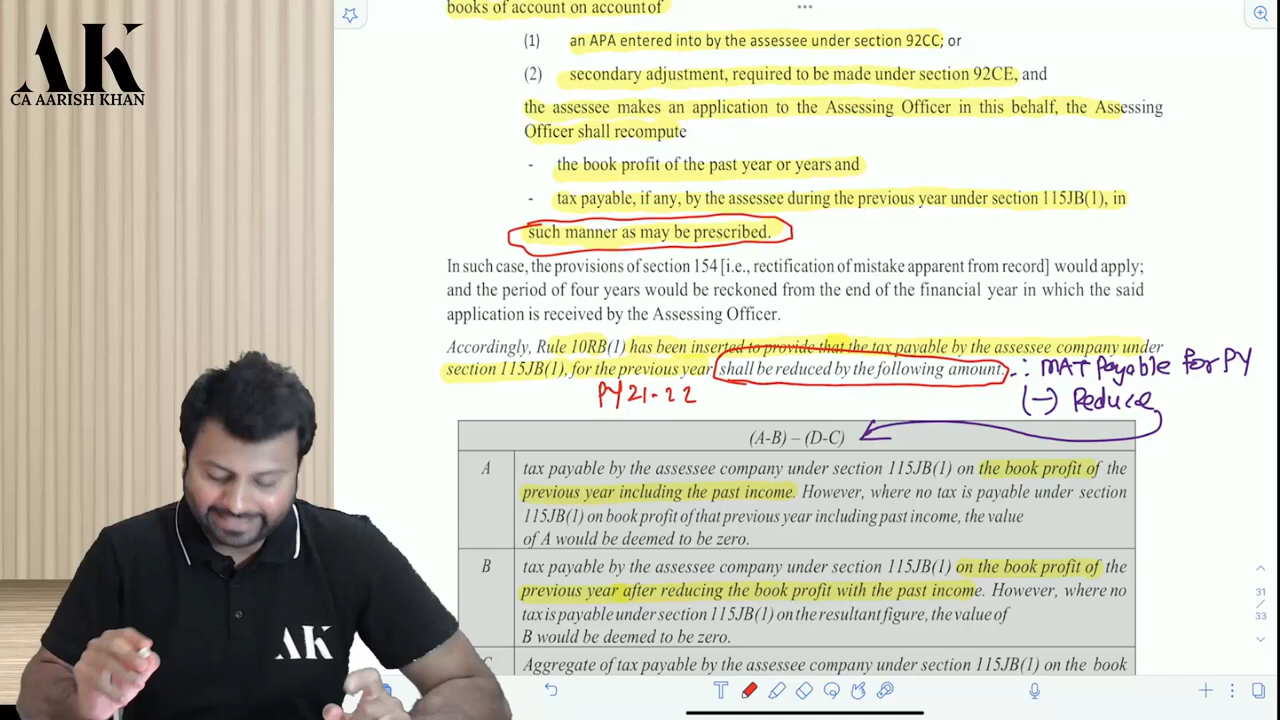 AK
CA AARISH KHAN
books of account on account of
(1) an APA entered into by the assessee under section 92CC; or
(2) secondary adjustment, required to be made under section 92CE, and
the assessee makes an application to the Assessing Officer in this behalf, the Assessing
Officer shall recompute
- the book profit of the past year or years and
- tax payable, if any, by the assessee during the previous year under section 115JB(1), in
such manner as may be prescribed.
In such case, the provisions of section 154 [i.e., rectification of mistake apparent from record] would apply;
and the period of four years would be reckoned from the end of the financial year in which the said
application is received by the Assessing Officer.
Accordingly, Rule 10RB(1) has been inserted to provide that the tax payable by the assessee company under
section 115JB(1), for the previous year shall be reduced by the following amount. ∴ MAT Payable for PY
PY 21-22
(-) Reduce
(A-B) – (D-C)
A tax payable by the assessee company under section 115JB(1) on the book profit of the
previous year including the past income. However, where no tax is payable under section
115JB(1) on book profit of that previous year including past income, the value
of A would be deemed to be zero.
B tax payable by the assessee company under section 115JB(1) on the book profit of the
previous year after reducing the book profit with the past income. However, where no
tax is payable under section 115JB(1) on the resultant figure, the value of
B would be deemed to be zero.
C Aggregate of tax payable by the assessee company under section 115JB(1) on the book
AK
31
/
33
T